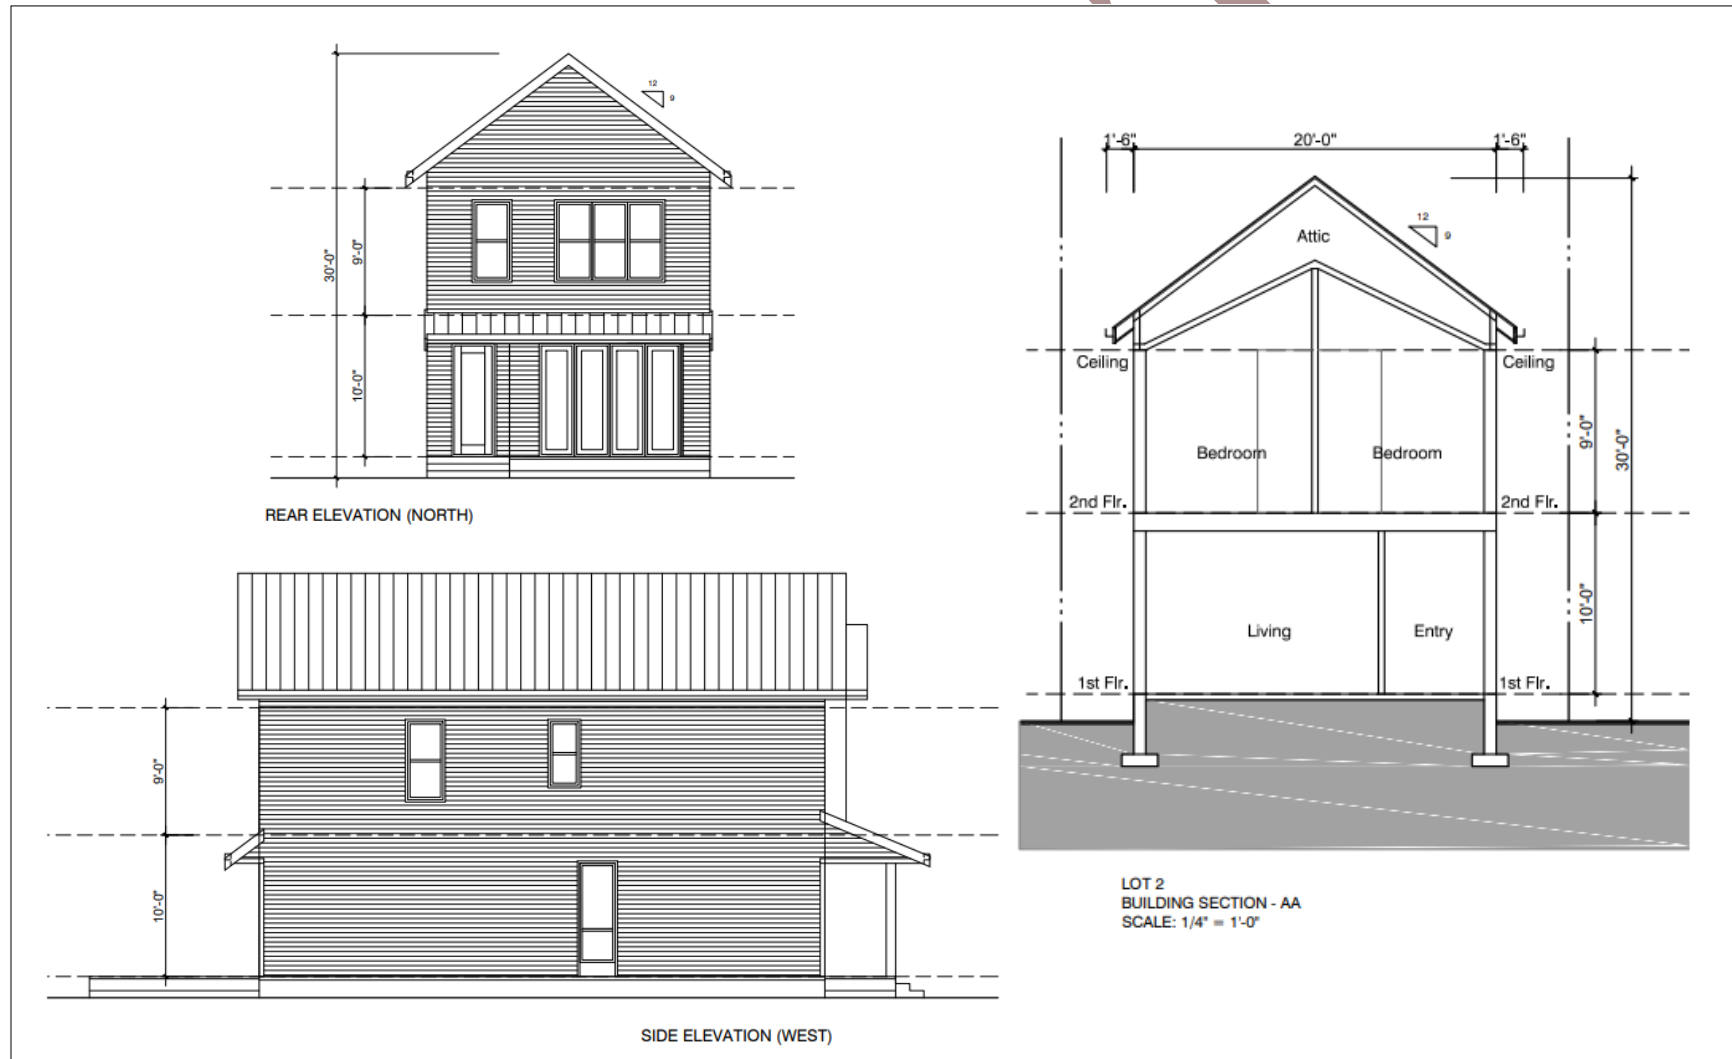 12
9
30'-0"
9'-0"
10'-0"
REAR ELEVATION (NORTH)
9'-0"
10'-0"
SIDE ELEVATION (WEST)
1'-6"
20'-0"
1'-6"
12
9
Attic
Ceiling
Ceiling
Bedroom
Bedroom
9'-0"
30'-0"
2nd Flr.
2nd Flr.
10'-0"
Living
Entry
1st Flr.
1st Flr.
LOT 2
BUILDING SECTION - AA
SCALE: 1/4" = 1'-0"